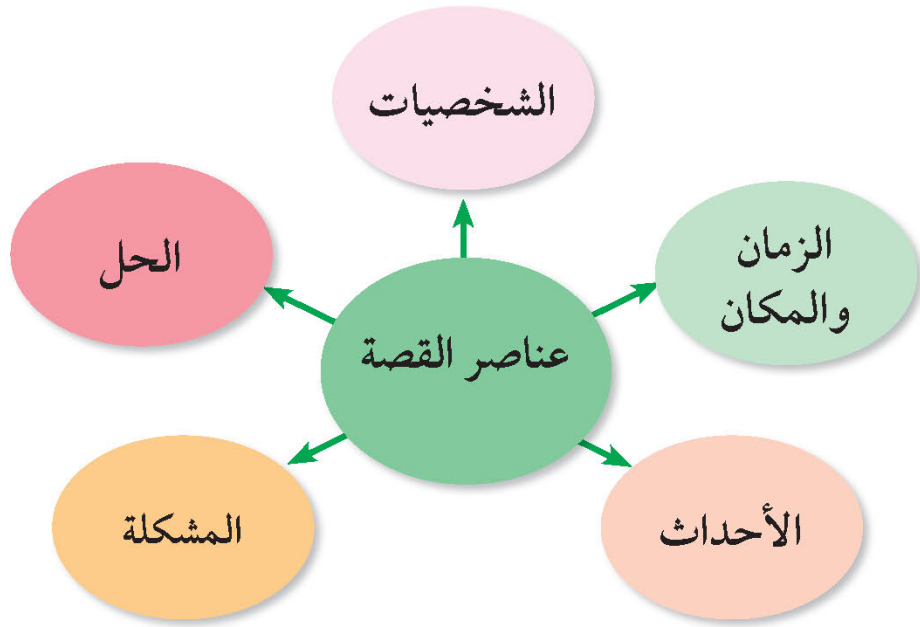 الشخصيات
الزمان
والمكان
الحل
عناصر القصة
الأحداث
المشكلة